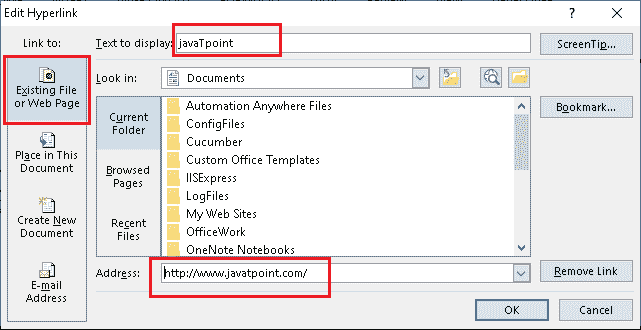 Edit Hyperlink
? X
Link to:
Text to display: javaTpoint
ScreenTip...
Existing File
or Web Page
Look in: Documents
Bookmark...
Place in This
Document
Current
Folder
Browsed
Pages
Recent
Files
Automation Anywhere Files
ConfigFiles
Cucumber
Custom Office Templates
IISExpress
LogFiles
My Web Sites
OfficeWork
OneNote Notebooks
Create New
Document
E-mail
Address
Address: http://www.javatpoint.com/
Remove Link
OK
Cancel